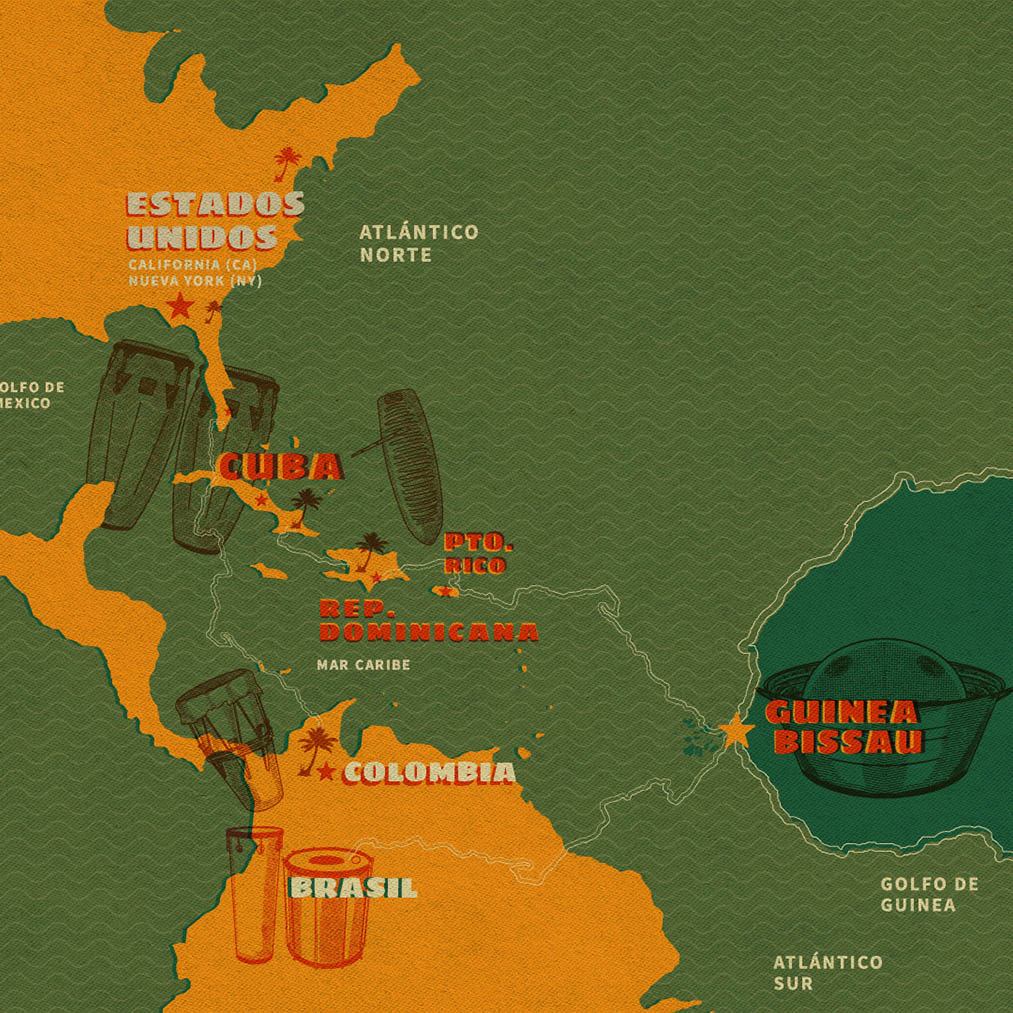 ESTADOS
UNIDOS
CALIFORNIA (CA)
NUEVA YORK (NY)
ATLÁNTICO
NORTE
OLFO DE
MEXICO
CUBA
PTO.
RICO
REP.
DOMINICANA
MAR CARIBE
GUINEA
BISSAU
COLOMBIA
BRASIL
GOLFO DE
GUINEA
ATLÁNTICO
SUR